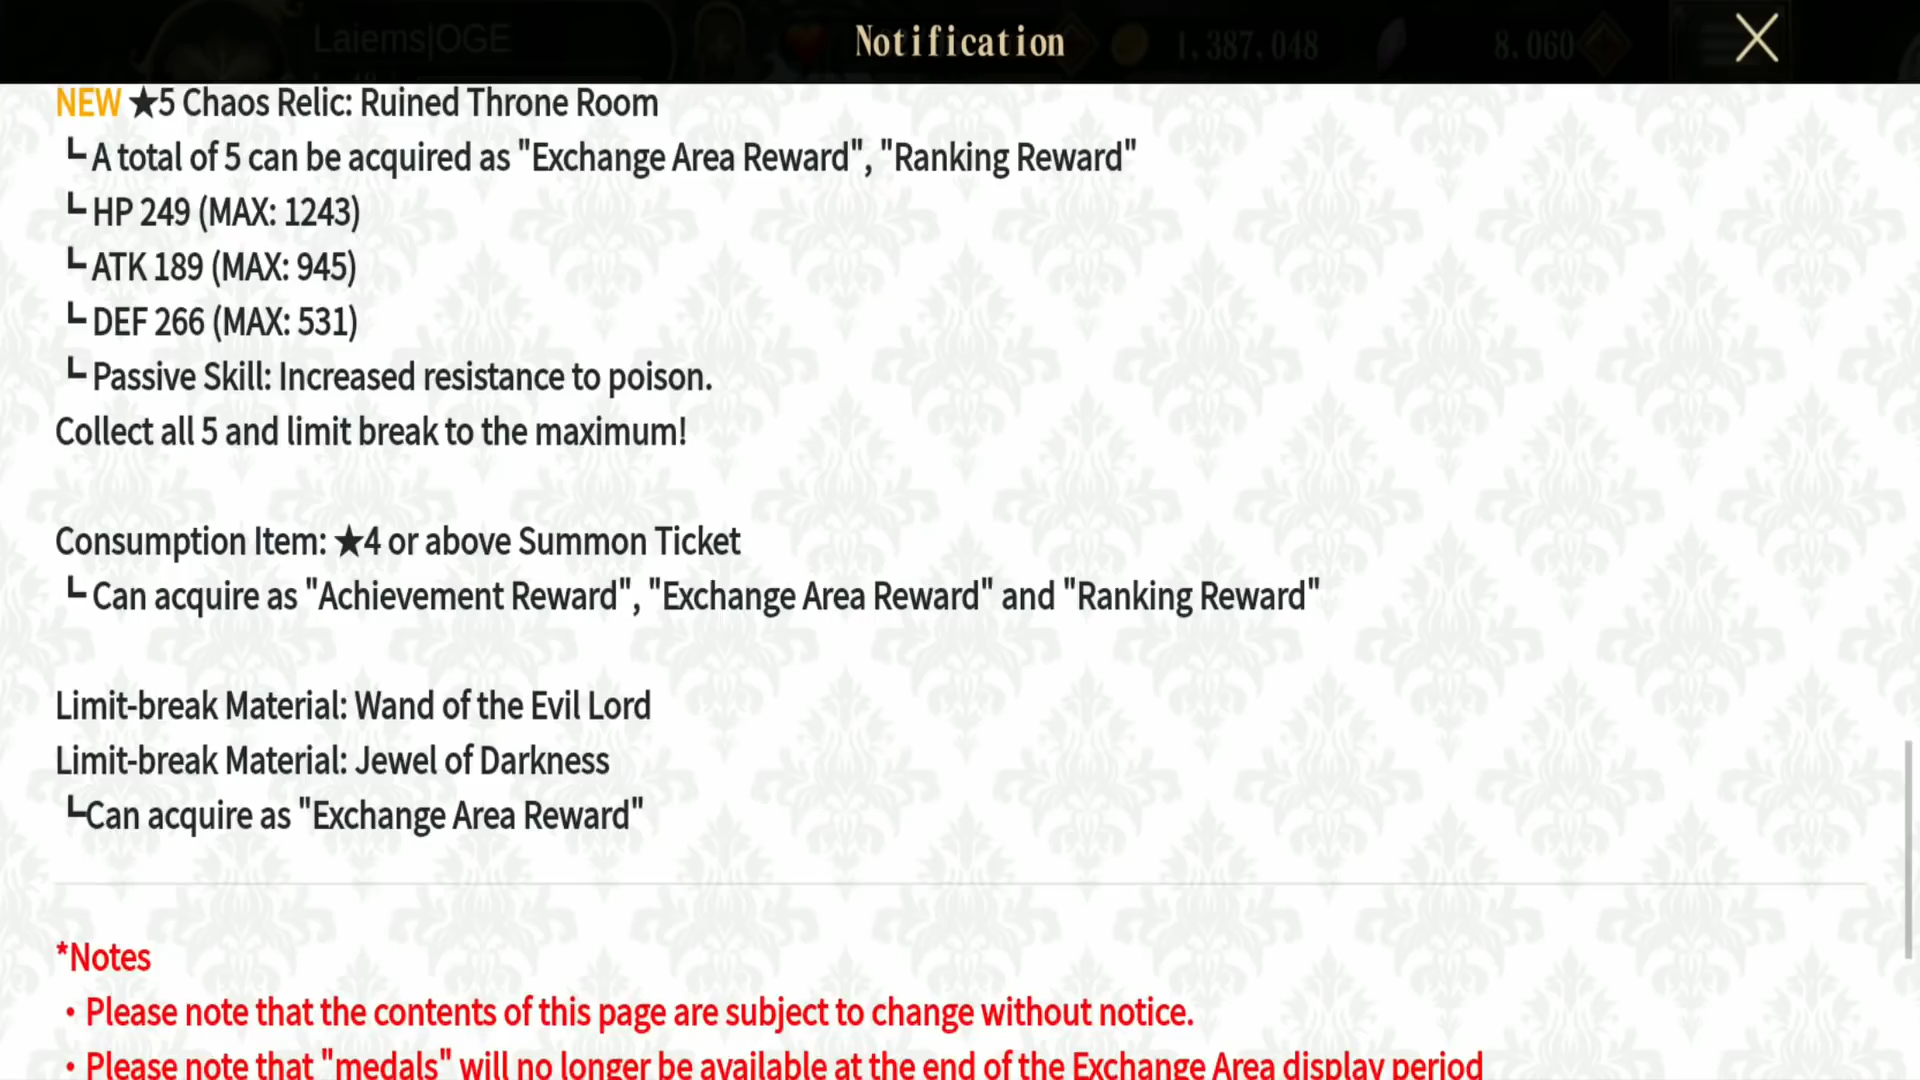 Laiems|OGE
Notification
1,387,048
8,060
NEW ★5 Chaos Relic: Ruined Throne Room
┗ A total of 5 can be acquired as "Exchange Area Reward", "Ranking Reward"
┗ HP 249 (MAX: 1243)
┗ ATK 189 (MAX: 945)
┗ DEF 266 (MAX: 531)
┗ Passive Skill: Increased resistance to poison.
Collect all 5 and limit break to the maximum!
Consumption Item: ★4 or above Summon Ticket
┗ Can acquire as "Achievement Reward", "Exchange Area Reward" and "Ranking Reward"
Limit-break Material: Wand of the Evil Lord
Limit-break Material: Jewel of Darkness
┗Can acquire as "Exchange Area Reward"
*Notes
・Please note that the contents of this page are subject to change without notice.
・Please note that "medals" will no longer be available at the end of the Exchange Area display period